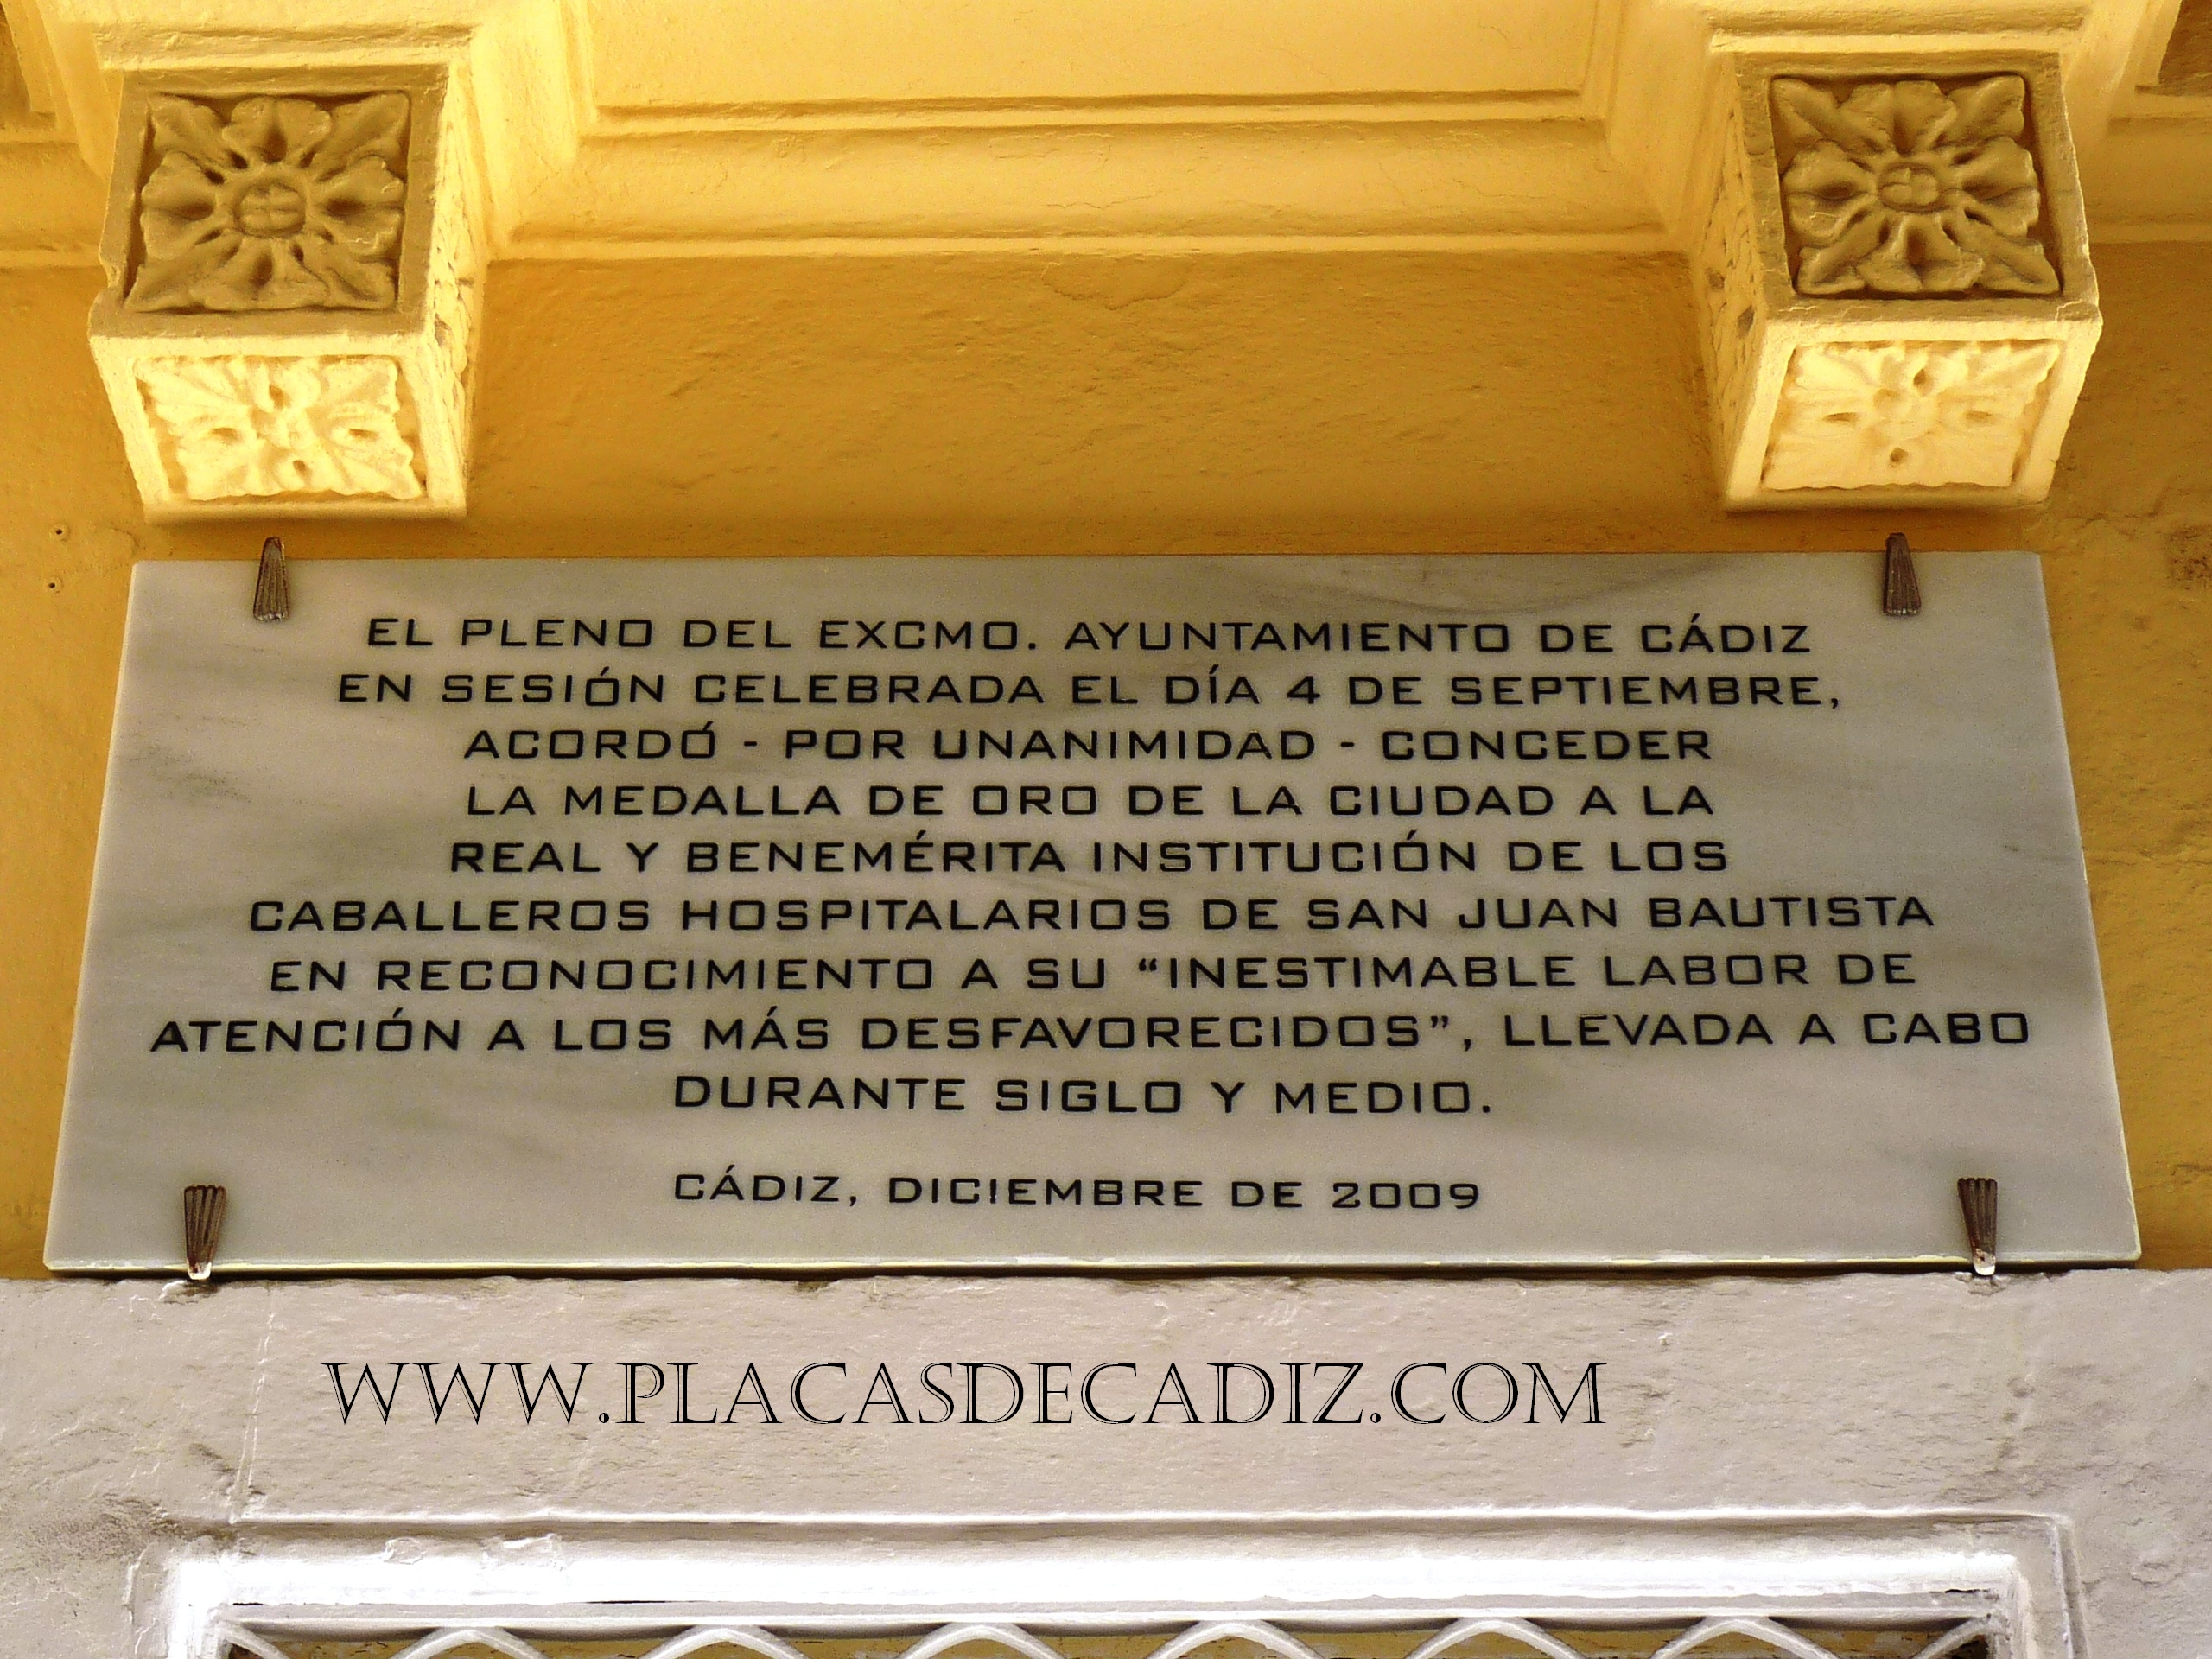 EL PLENO DEL EXCMO. AYUNTAMIENTO DE CÁDIZ
EN SESIÓN CELEBRADA EL DÍA 4 DE SEPTIEMBRE,
ACORDÓ - POR UNANIMIDAD - CONCEDER
LA MEDALLA DE ORO DE LA CIUDAD A LA
REAL Y BENEMÉRITA INSTITUCIÓN DE LOS
CABALLEROS HOSPITALARIOS DE SAN JUAN BAUTISTA
EN RECONOCIMIENTO A SU “INESTIMABLE LABOR DE
ATENCIÓN A LOS MÁS DESFAVORECIDOS”, LLEVADA A CABO
DURANTE SIGLO Y MEDIO.
CÁDIZ, DICIEMBRE DE 2009
WWW.PLACASDECADIZ.COM